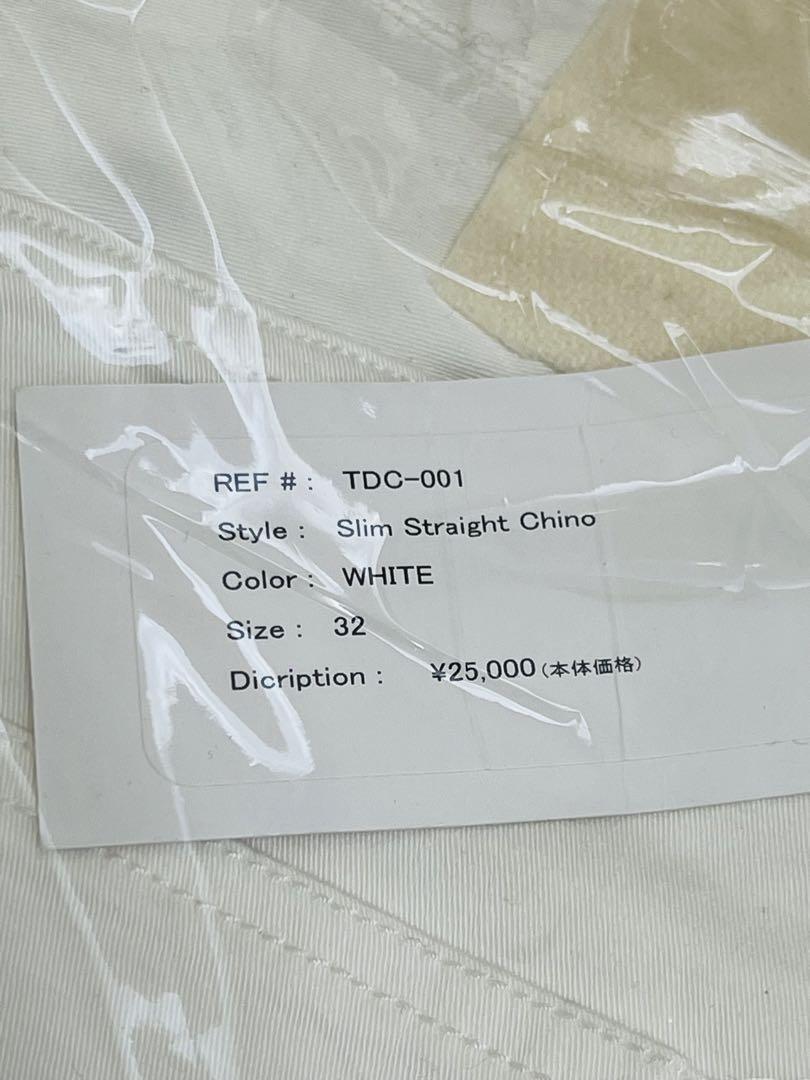 REF #: TDC-001
Style: Slim Straight Chino
Color: WHITE
Size: 32
Dicription: ¥25,000(本体価格)